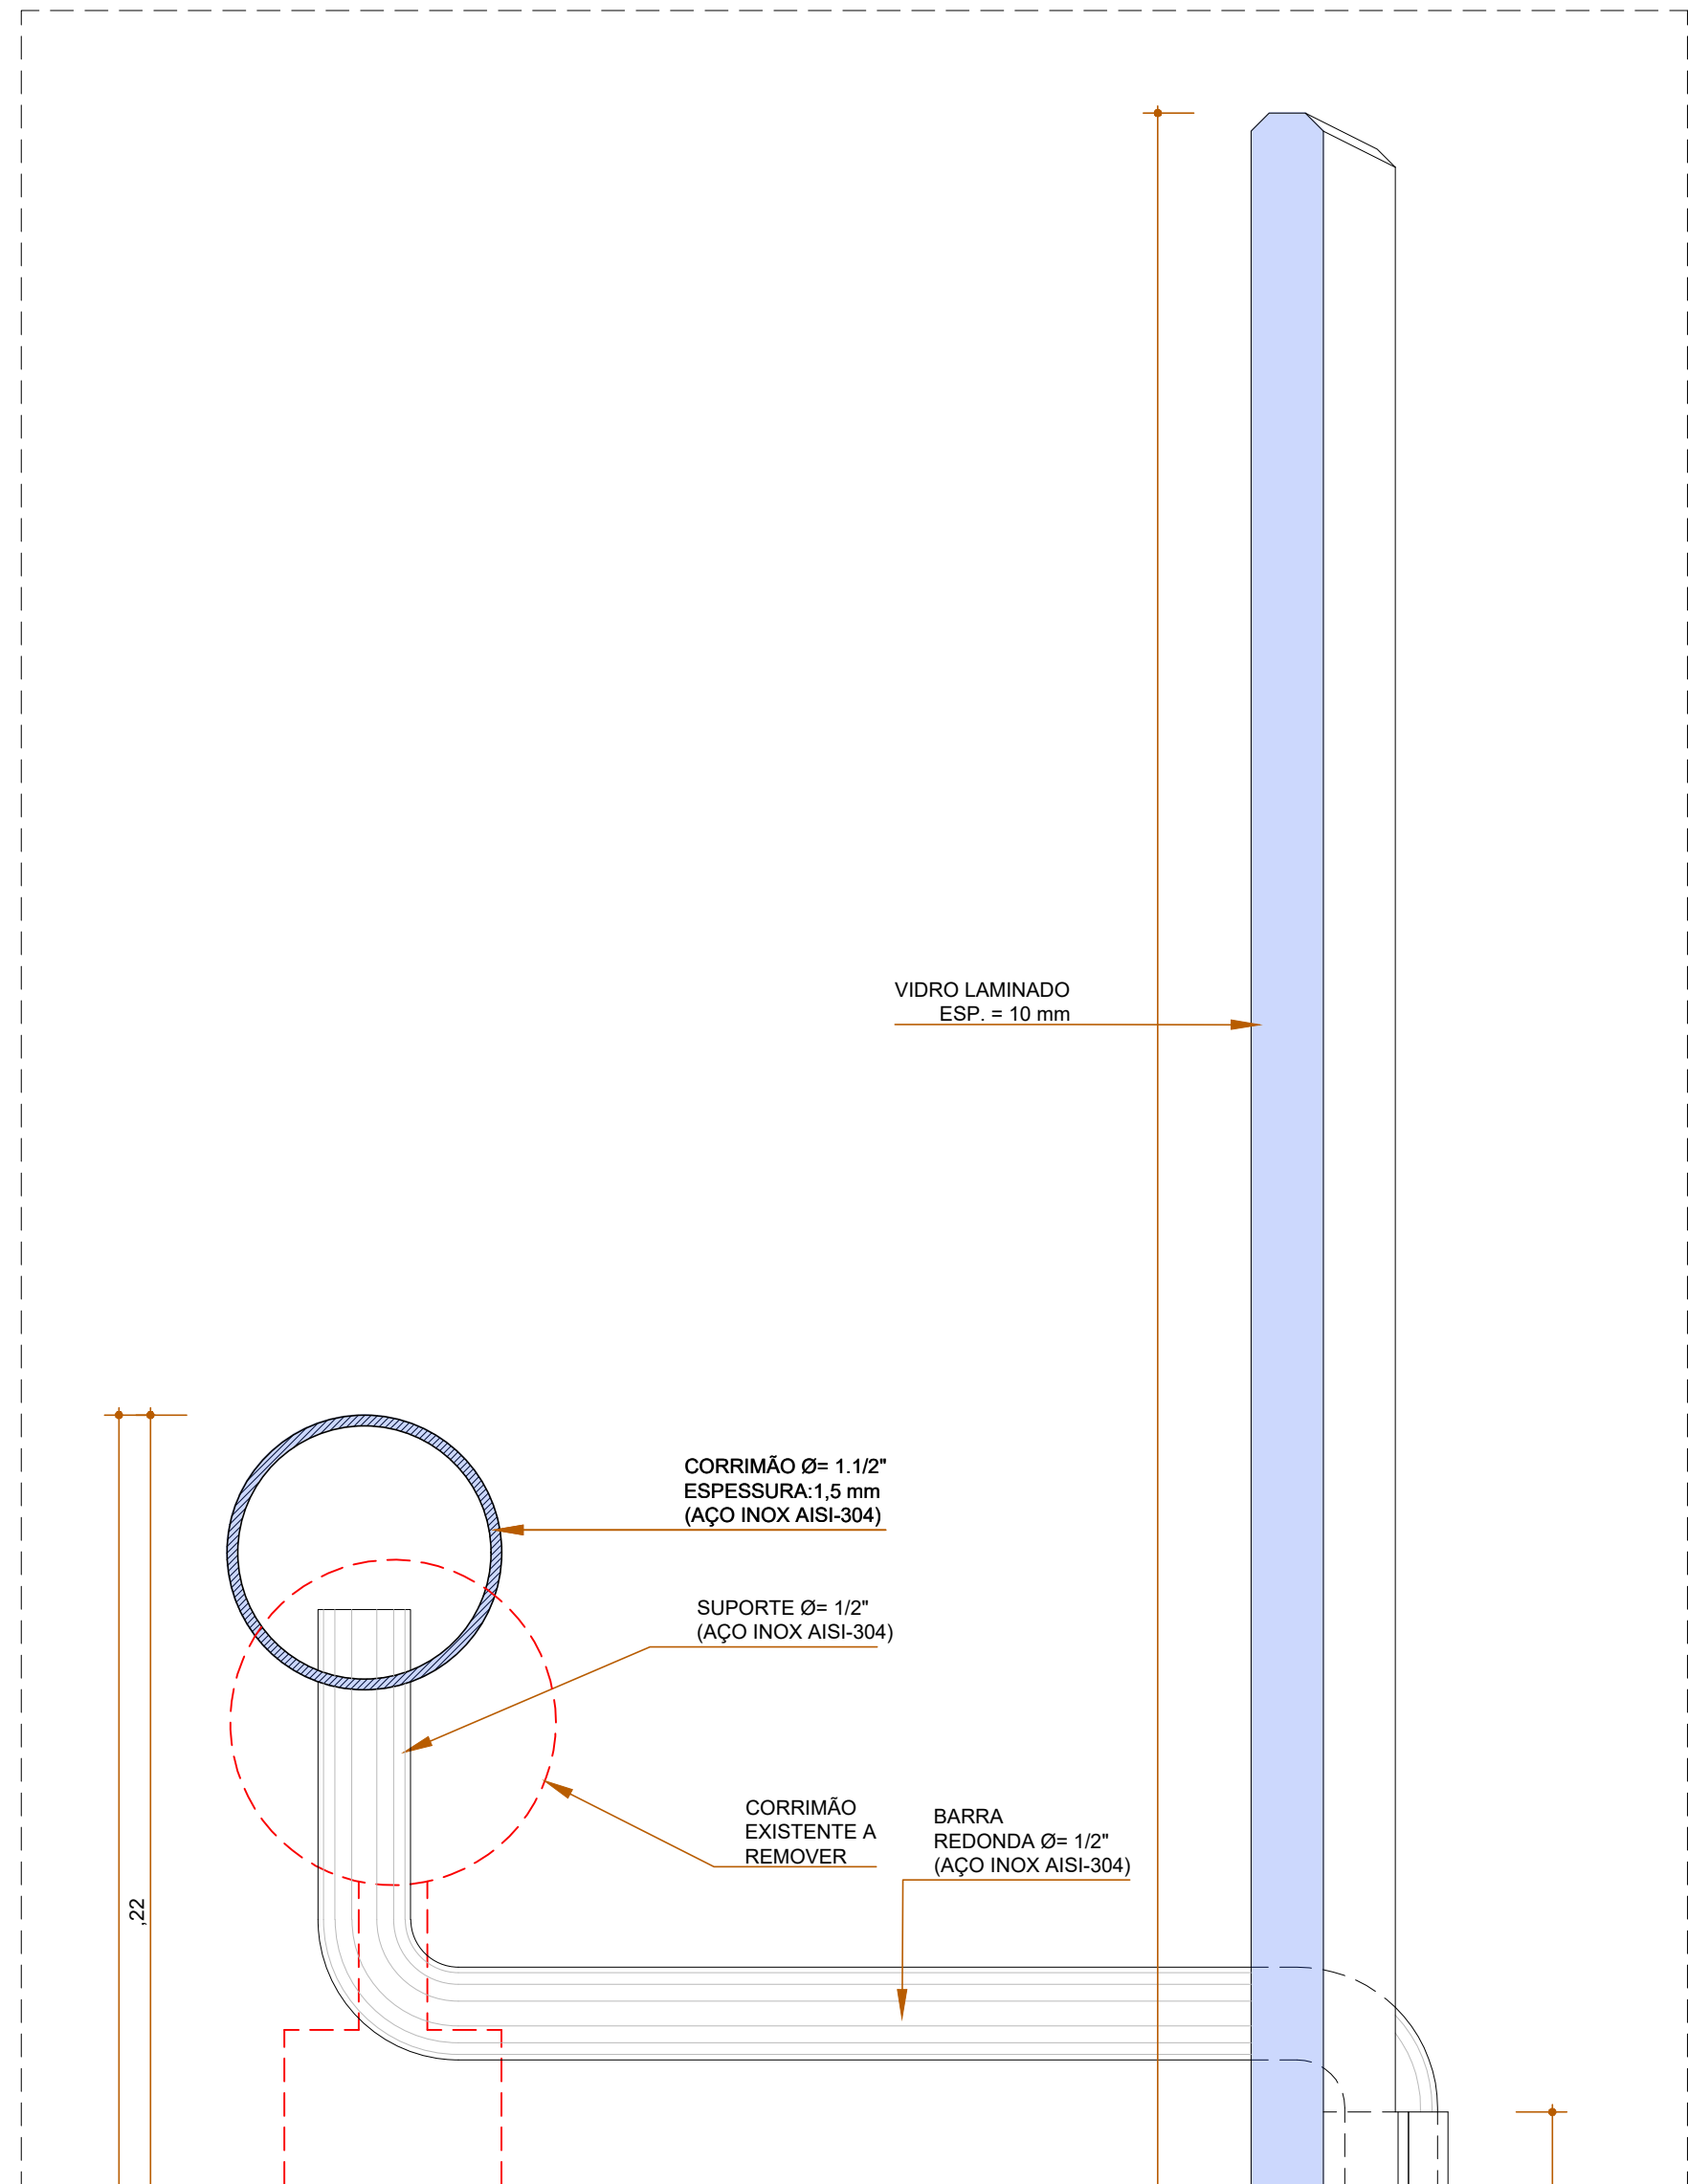 VIDRO LAMINADO
ESP. = 10 mm
CORRIMÃO Ø= 1.1/2"
ESPESSURA:1,5 mm
(AÇO INOX AISI-304)
SUPORTE Ø= 1/2"
(AÇO INOX AISI-304)
CORRIMÃO
EXISTENTE A
REMOVER
BARRA
REDONDA Ø= 1/2"
(AÇO INOX AISI-304)
,22